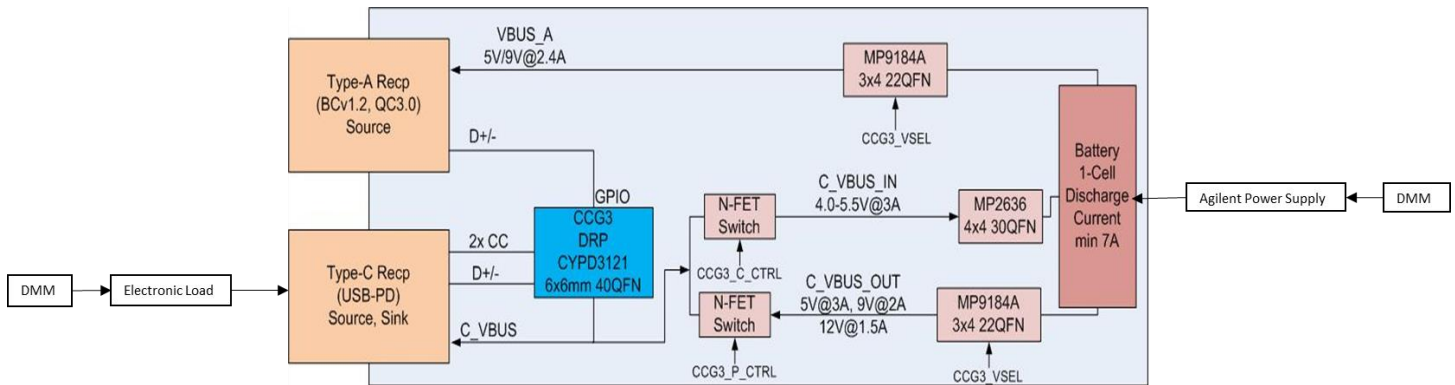 VBUS_A
5V/9V@2.4A
Type-A Recp
(BCv1.2, QC3.0)
Source
MP9184A
3x4 22QFN
CCG3_VSEL
D+/-
GPIO
CCG3
DRP
CYPD3121
6x6mm 40QFN
2x CC
D+/-
Type-C Recp
(USB-PD)
Source, Sink
C_VBUS
N-FET
Switch
CCG3_C_CTRL
C_VBUS_IN
4.0-5.5V@3A
MP2636
4x4 30QFN
N-FET
Switch
CCG3_P_CTRL
C_VBUS_OUT
5V@3A, 9V@2A
12V@1.5A
MP9184A
3x4 22QFN
CCG3_VSEL
Battery
1-Cell
Discharge
Current
min 7A
Agilent Power Supply
DMM
DMM
Electronic Load